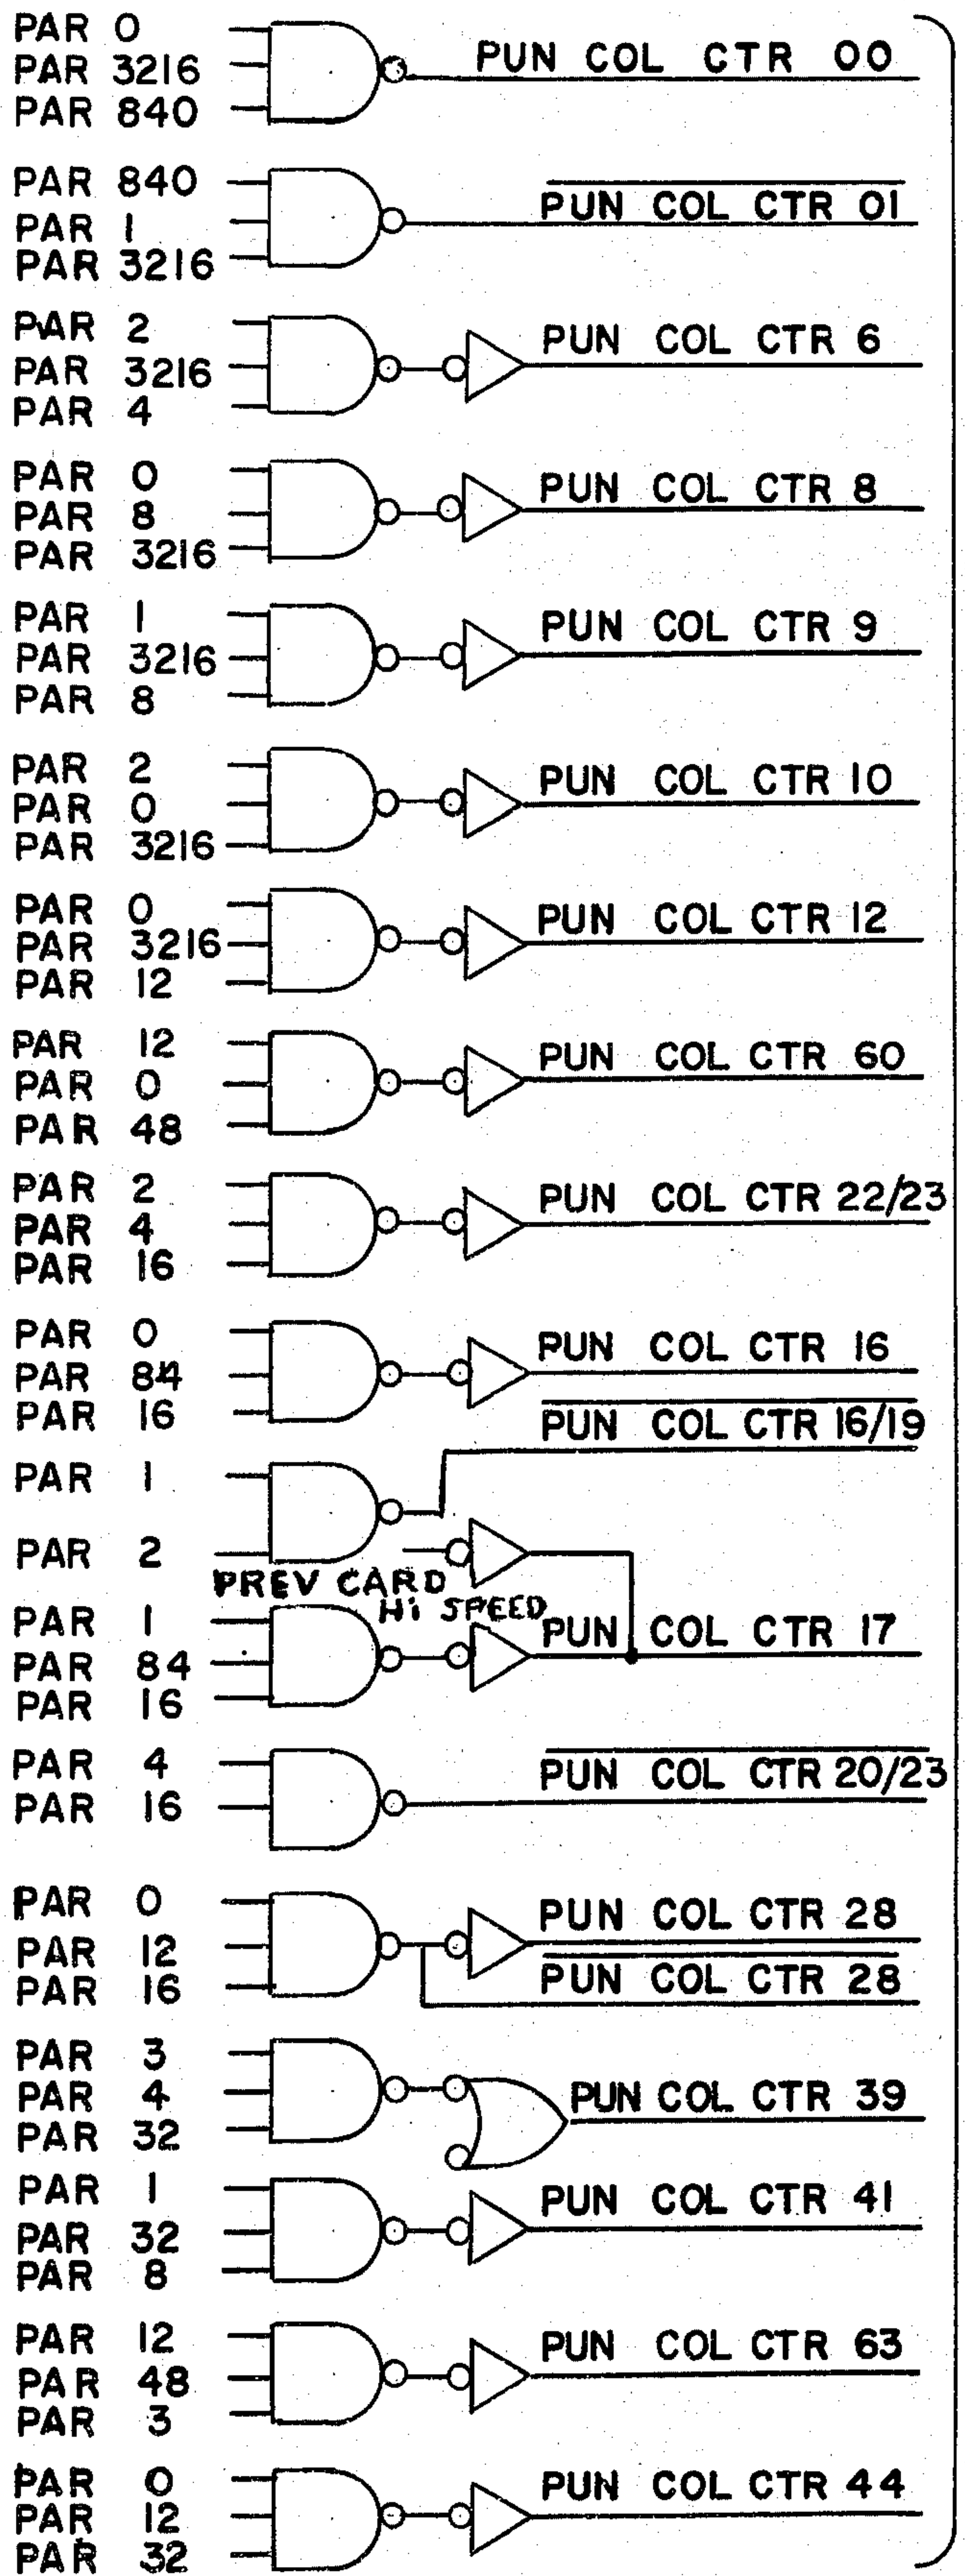 PAR 0
PAR 3216
PAR 840
PUN COL CTR 00
PAR 840
PAR 1
PAR 3216
PUN COL CTR 01
PAR 2
PAR 3216
PAR 4
PUN COL CTR 6
PAR 0
PAR 8
PAR 3216
PUN COL CTR 8
PAR 1
PAR 3216
PAR 8
PUN COL CTR 9
PAR 2
PAR 0
PAR 3216
PUN COL CTR 10
PAR 0
PAR 3216
PAR 12
PUN COL CTR 12
PAR 12
PAR 0
PAR 48
PUN COL CTR 60
PAR 2
PAR 4
PAR 16
PUN COL CTR 22/23
PAR 0
PAR 84
PAR 16
PUN COL CTR 16
PUN COL CTR 16/19
PAR 1
PAR 2
PREV CARD
Hi SPEED
PAR 1
PAR 84
PAR 16
PUN COL CTR 17
PAR 4
PAR 16
PUN COL CTR 20/23
PAR 0
PAR 12
PAR 16
PUN COL CTR 28
PUN COL CTR 28
PAR 3
PAR 4
PAR 32
PUN COL CTR 39
PAR 1
PAR 32
PAR 8
PUN COL CTR 41
PAR 12
PAR 48
PAR 3
PUN COL CTR 63
PAR 0
PAR 12
PAR 32
PUN COL CTR 44